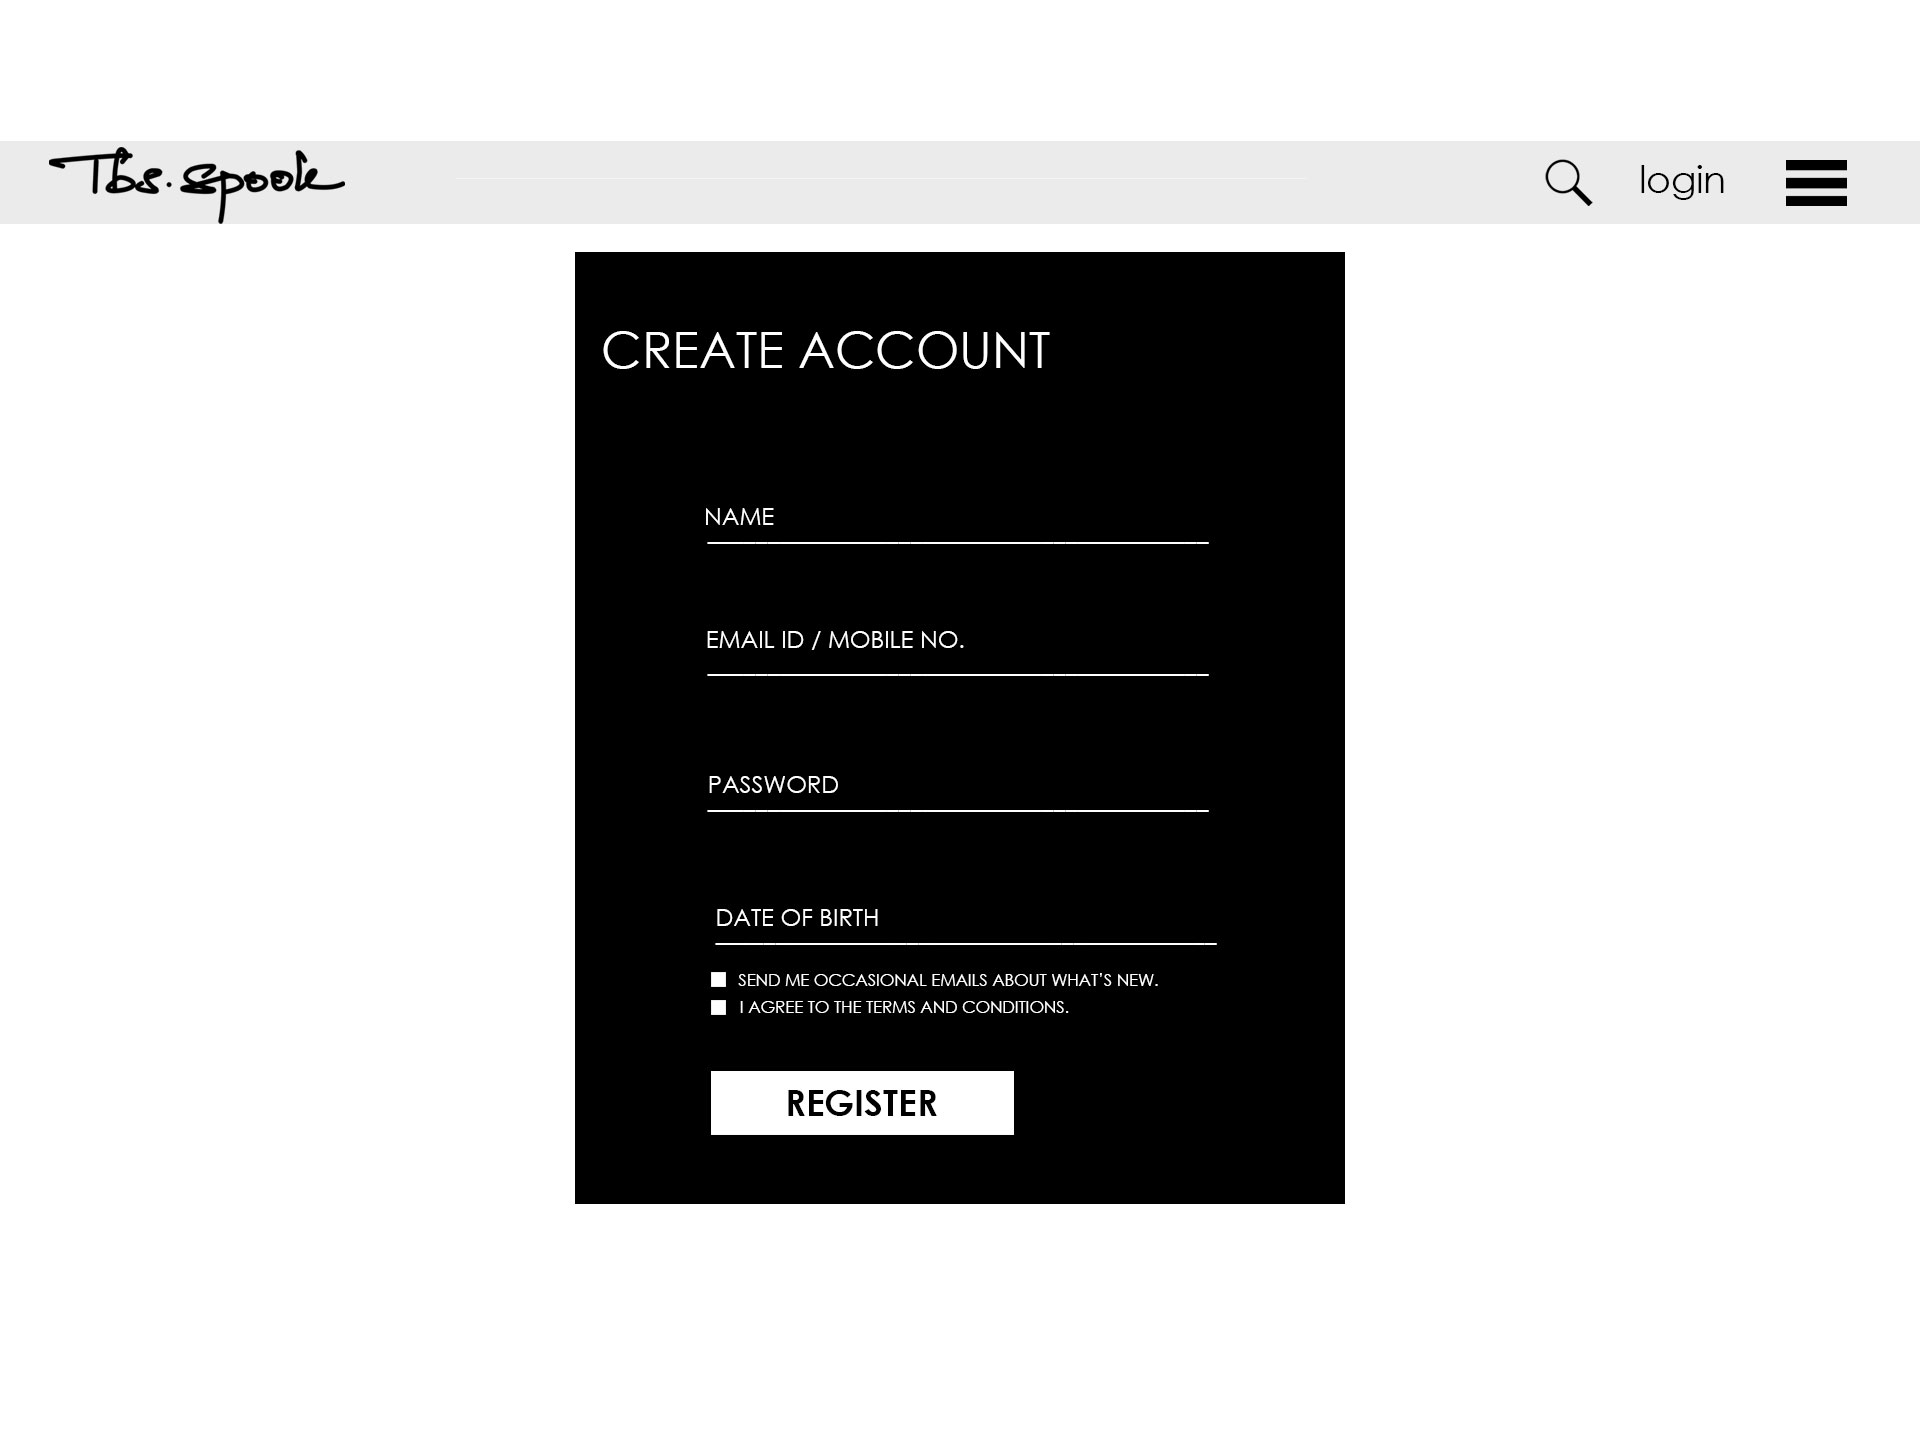 Tbs.spook
login
CREATE ACCOUNT
NAME
EMAIL ID / MOBILE NO.
PASSWORD
DATE OF BIRTH
SEND ME OCCASIONAL EMAILS ABOUT WHAT'S NEW.
I AGREE TO THE TERMS AND CONDITIONS.
REGISTER